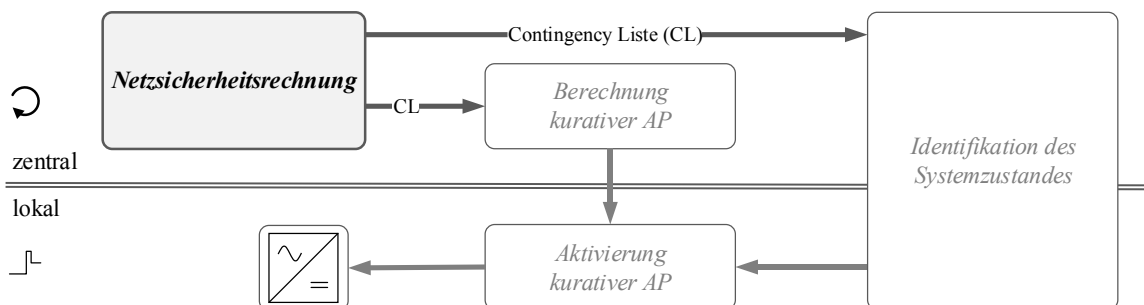 Contingency Liste (CL)
Netzsicherheitsrechnung
CL
Berechnung
kurativer AP
Identifikation des
Systemzustandes
zentral
lokal
Aktivierung
kurativer AP